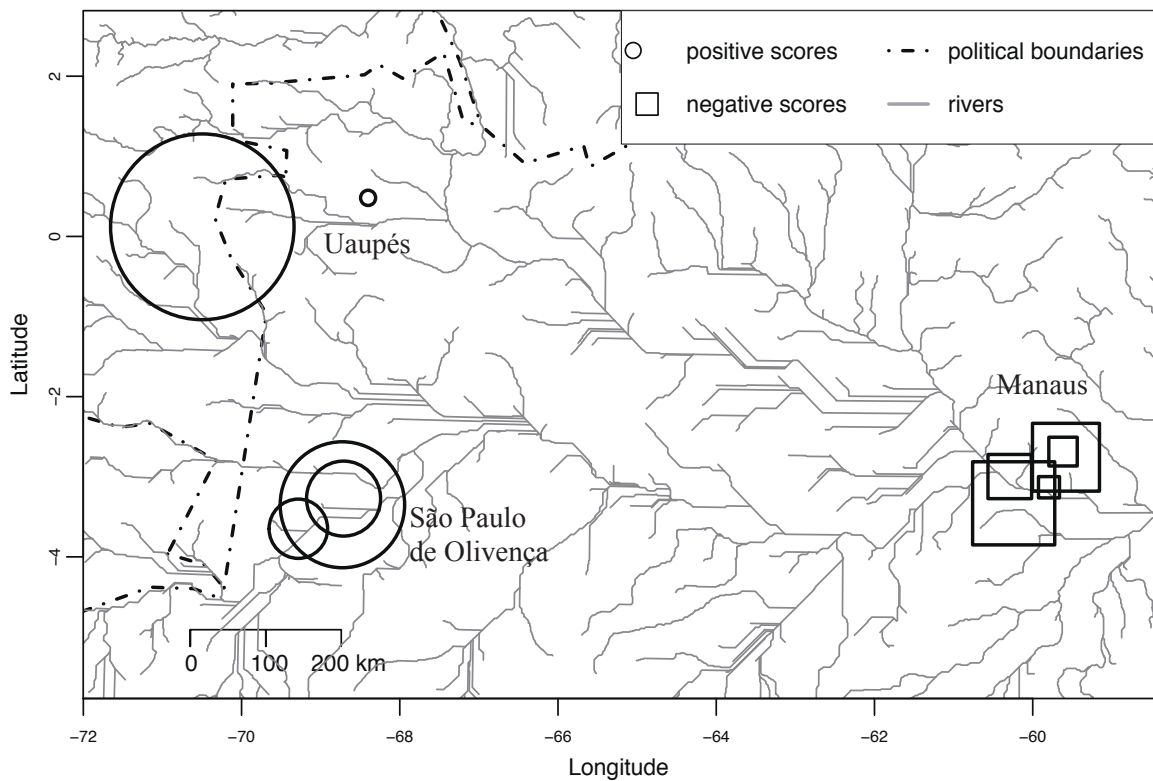 positive scores
political boundaries
negative scores
rivers
2
0
−2
−4
Latitude
Uaupés
Manaus
São Paulo
de Olivença
0 100 200 km
−72 −70 −68 −66 −64 −62 −60
Longitude